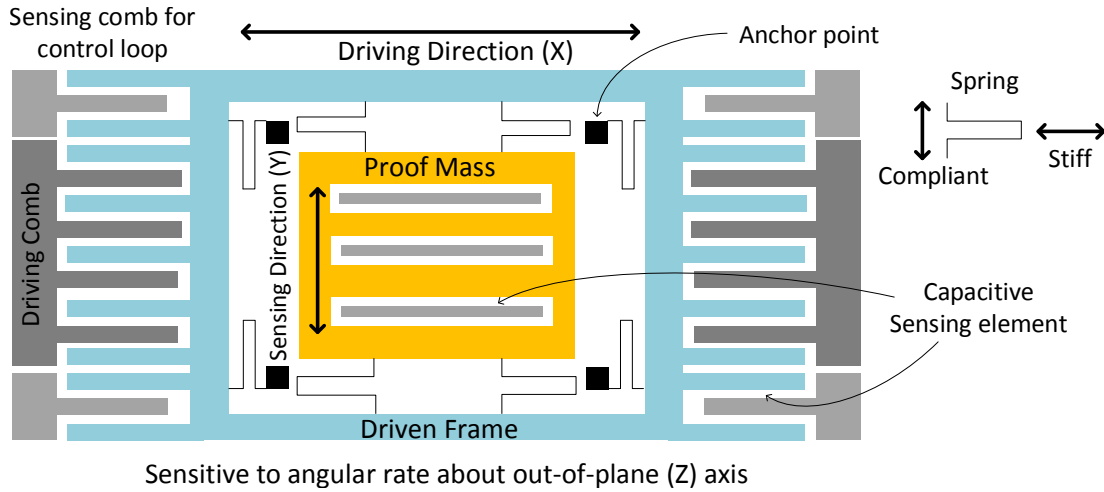 Sensing comb for
control loop
Driving Direction (X)
Anchor point
Spring
Compliant
Stiff
Proof Mass
Sensing Direction (Y)
Driving Comb
Capacitive
Sensing element
Driven Frame
Sensitive to angular rate about out-of-plane (Z) axis